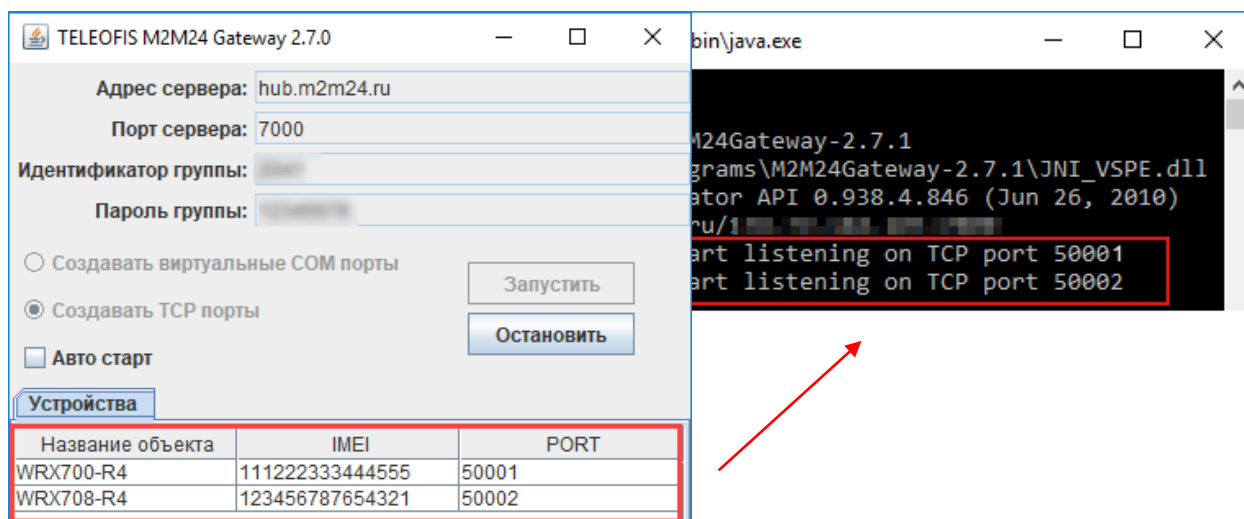 TELEOFIS M2M24 Gateway 2.7.0
Адрес сервера: hub.m2m24.ru
Порт сервера: 7000
Идентификатор группы:
Пароль группы:
Создавать виртуальные COM порты
Создавать TCP порты
Авто старт
Запустить
Остановить
Устройства
Название объекта IMEI PORT
WRX700-R4 111222333444555 50001
WRX708-R4 123456787654321 50002
bin\java.exe
M24Gateway-2.7.1
grams\M2M24Gateway-2.7.1\JNI_VSPE.dll
ator API 0.938.4.846 (Jun 26, 2010)
ru/
art listening on TCP port 50001
art listening on TCP port 50002